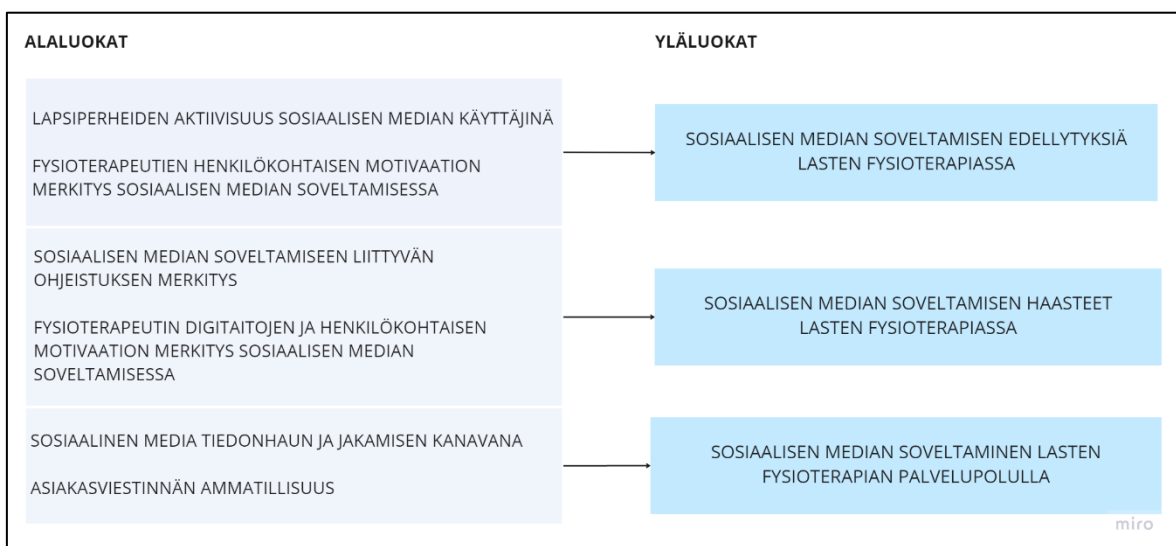 ALALUOKAT
YLÄLUOKAT
LAPSIPERHEIDEN AKTIIVISUUS SOSIAALISEN MEDIAN KÄYTTÄJINÄ
FYSIOTERAPEUTIEN HENKILÖKOHTAISEN MOTIVAATION
MERKITYS SOSIAALISEN MEDIAN SOVELTAMISESSA
SOSIAALISEN MEDIAN SOVELTAMISEN EDELLYTYKSIÄ
LASTEN FYSIOTERAPIASSA
SOSIAALISEN MEDIAN SOVELTAMISEEN LIITTYVÄN
OHJEISTUKSEN MERKITYS
FYSIOTERAPEUTIN DIGITAITOJEN JA HENKILÖKOHTAISEN
MOTIVAATION MERKITYS SOSIAALISEN MEDIAN
SOVELTAMISESSA
SOSIAALISEN MEDIAN SOVELTAMISEN HAASTEET
LASTEN FYSIOTERAPIASSA
SOSIAALINEN MEDIA TIEDONHAUN JA JAKAMISEN KANAVANA
ASIAKASVIESTINNÄN AMMATILLISUUS
SOSIAALISEN MEDIAN SOVELTAMINEN LASTEN
FYSIOTERAPIAN PALVELUPOLULLA
miro